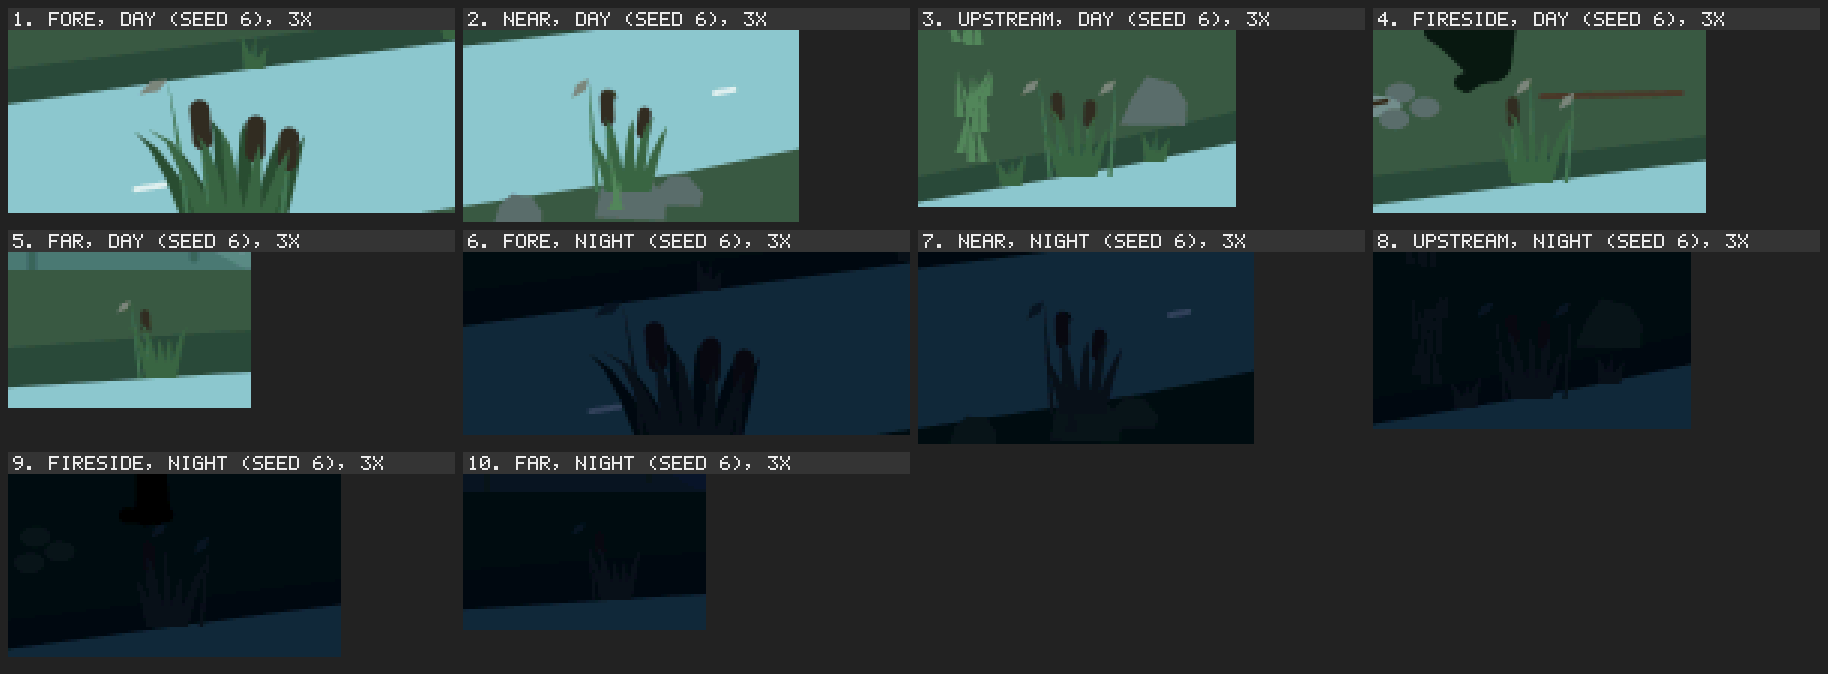 1. FORE, DAY (SEED 6), 3X
2. NEAR, DAY (SEED 6), 3X
3. UPSTREAM, DAY (SEED 6), 3X
4. FIRESIDE, DAY (SEED 6), 3X
5. FAR, DAY (SEED 6), 3X
6. FORE, NIGHT (SEED 6), 3X
7. NEAR, NIGHT (SEED 6), 3X
8. UPSTREAM, NIGHT (SEED 6), 3X
9. FIRESIDE, NIGHT (SEED 6), 3X
10. FAR, NIGHT (SEED 6), 3X